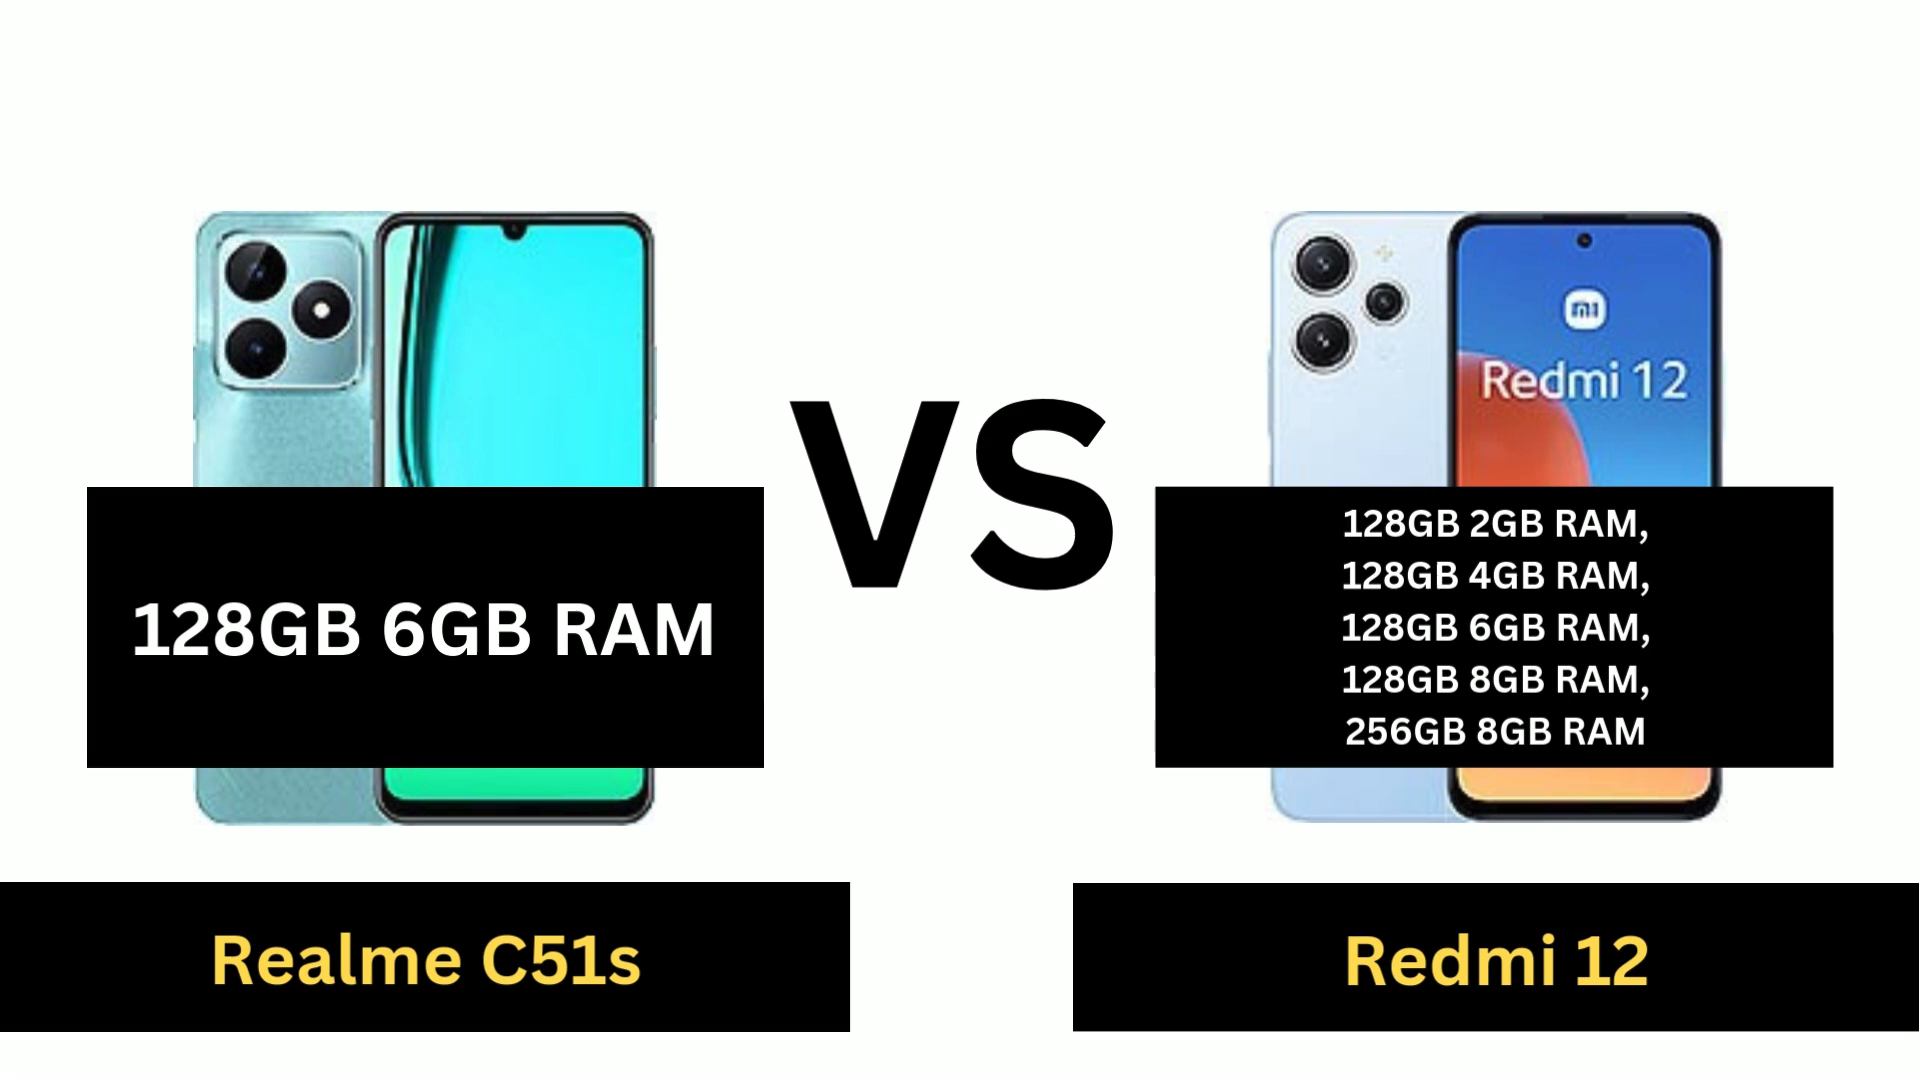 mi
Redmi 12
VS
128GB 6GB RAM
128GB 2GB RAM,
128GB 4GB RAM,
128GB 6GB RAM,
128GB 8GB RAM,
256GB 8GB RAM
Realme C51s
Redmi 12